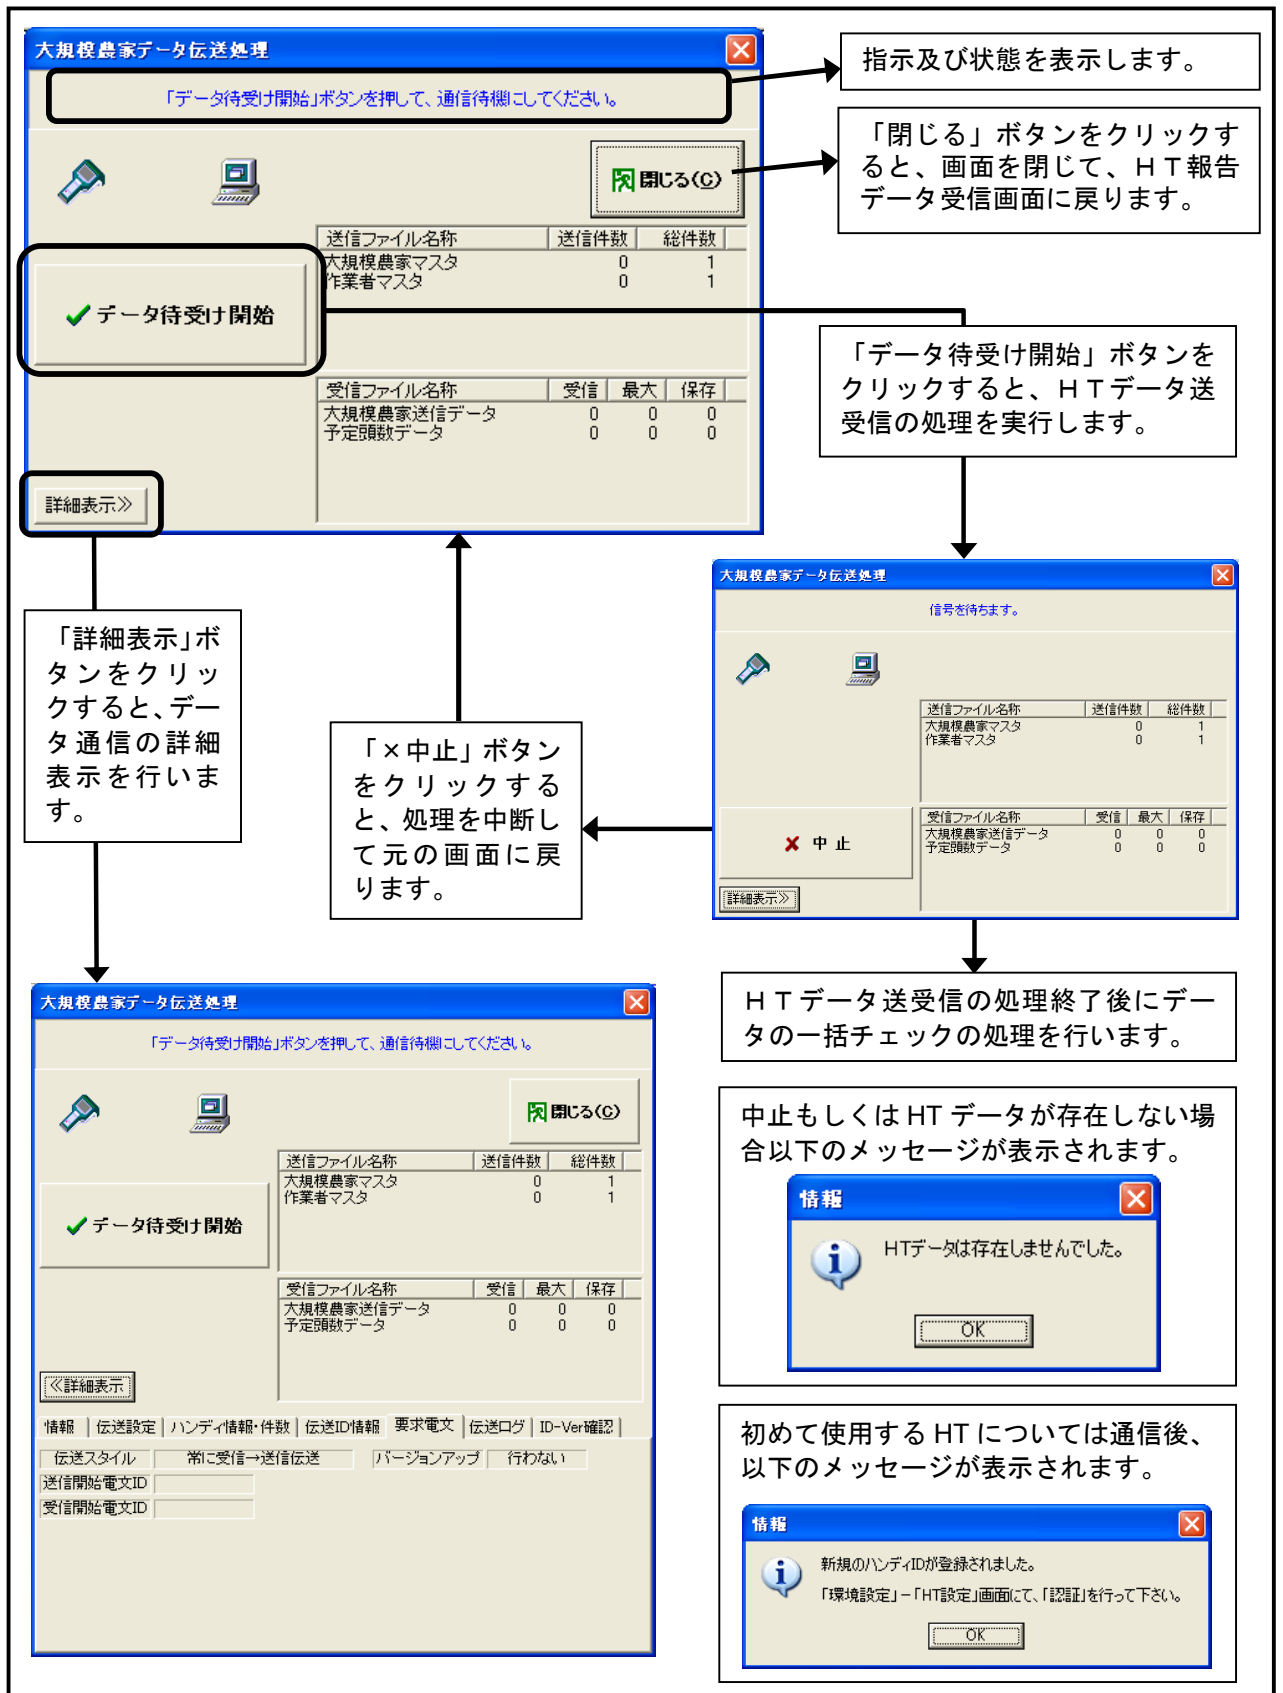 大規模農家データ伝送処理
「データ待受け開始」ボタンを押して、通信待機にしてください。
閉じる(C)
送信ファイル名称 送信件数 総件数
大規模農家マスタ 0 1
作業者マスタ 0 1
データ待受け開始
受信ファイル名称 受信 最大 保存
大規模農家送信データ 0 0 0
予定頭数データ 0 0 0
詳細表示≫
指示及び状態を表示します。
「閉じる」ボタンをクリックす
ると、画面を閉じて、ＨＴ報告
データ受信画面に戻ります。
「データ待受け開始」ボタンを
クリックすると、ＨＴデータ送
受信の処理を実行します。
「詳細表示」ボ
タンをクリッ
クすると、デー
タ通信の詳細
表示を行いま
す。
「×中止」ボタン
をクリックする
と、処理を中断し
て元の画面に戻
ります。
大規模農家データ伝送処理
信号を待ちます。
送信ファイル名称 送信件数 総件数
大規模農家マスタ 0 1
作業者マスタ 0 1
中止
受信ファイル名称 受信 最大 保存
大規模農家送信データ 0 0 0
予定頭数データ 0 0 0
詳細表示≫
ＨＴデータ送受信の処理終了後にデー
タの一括チェックの処理を行います。
大規模農家データ伝送処理
「データ待受け開始」ボタンを押して、通信待機にしてください。
閉じる(C)
送信ファイル名称 送信件数 総件数
大規模農家マスタ 0 1
作業者マスタ 0 1
データ待受け開始
受信ファイル名称 受信 最大 保存
大規模農家送信データ 0 0 0
予定頭数データ 0 0 0
≪詳細表示
情報 伝送設定 ハンディ情報・件数 伝送ID情報 要求電文 伝送ログ ID-Ver確認
伝送スタイル 常に受信→送信伝送 バージョンアップ 行わない
送信開始電文ID
受信開始電文ID
中止もしくは HT データが存在しない場
合以下のメッセージが表示されます。
情報
HTデータは存在しませんでした。
OK
初めて使用する HT については通信後、
以下のメッセージが表示されます。
情報
新規のハンディIDが登録されました。
「環境設定」－「HT設定」画面にて、「認証」を行って下さい。
OK